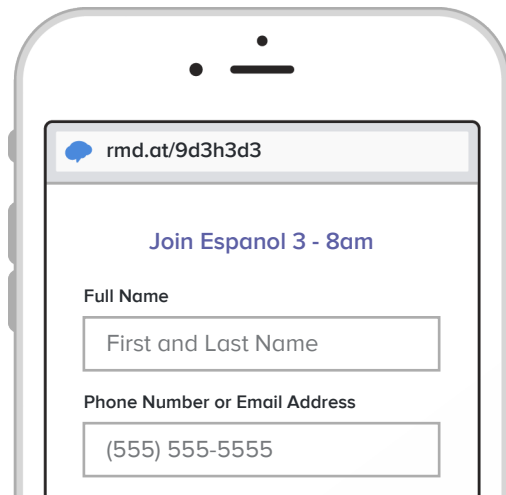 rmd.at/9d3h3d3
Join Espanol 3 - 8am
Full Name
First and Last Name
Phone Number or Email Address
(555) 555-5555